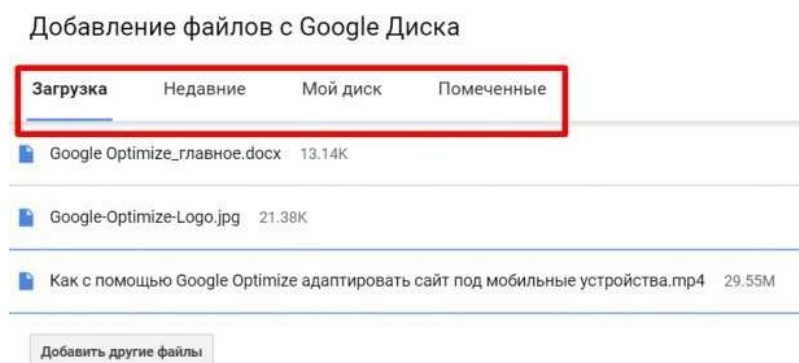 Добавление файлов с Google Диска
Загрузка Недавние Мой диск Помеченные
Google Optimize_главное.docx 13.14K
Google-Optimize-Logo.jpg 21.38K
Как с помощью Google Optimize адаптировать сайт под мобильные устройства.mp4 29.55M
Добавить другие файлы